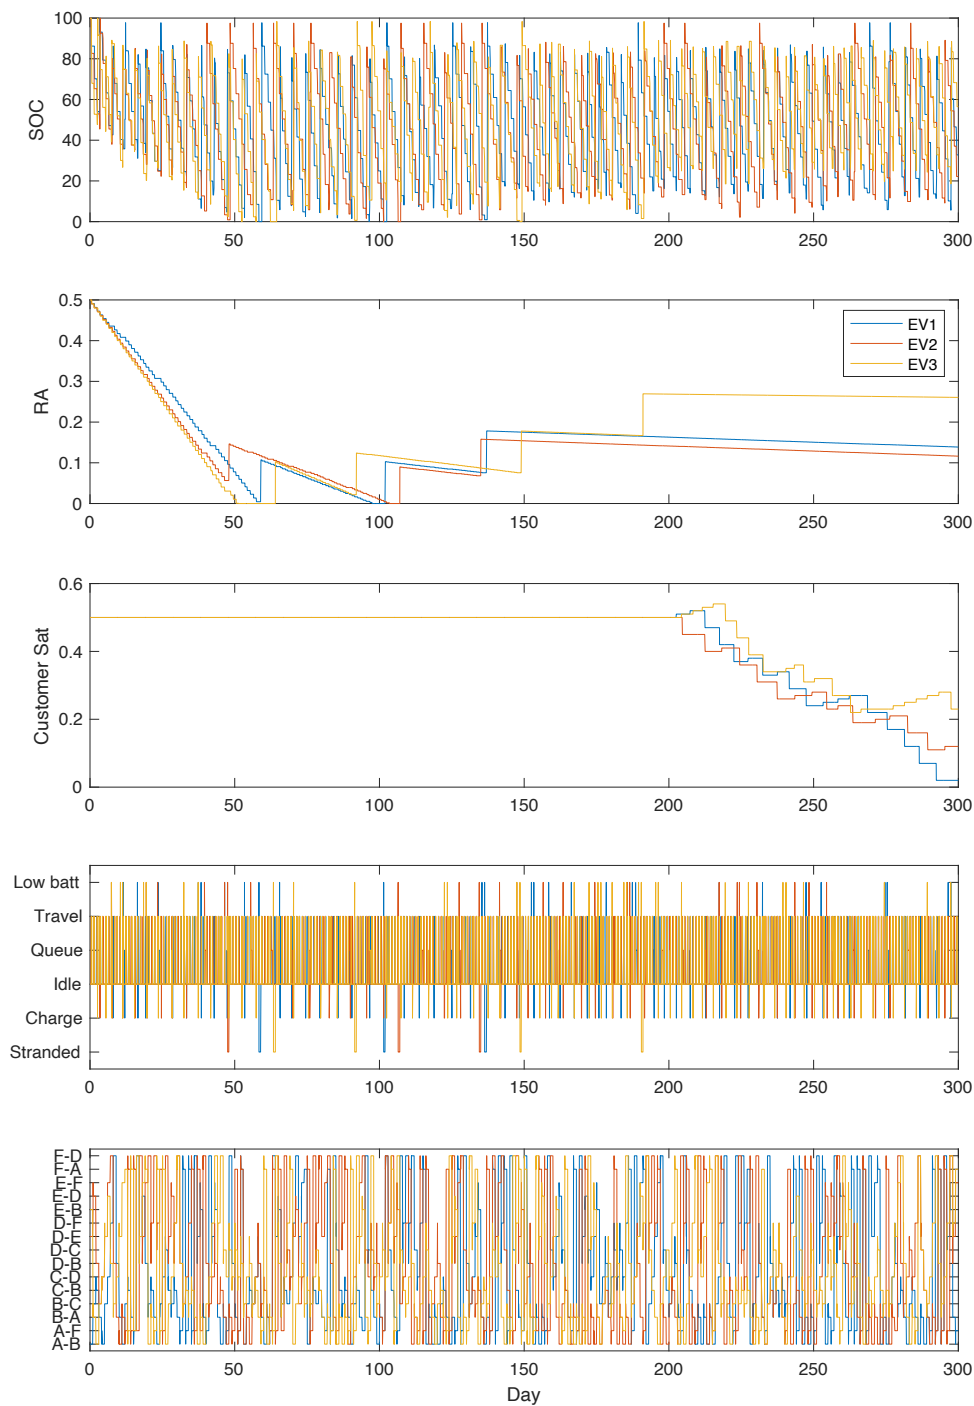 100
80
60
40
20
0
SOC
0 50 100 150 200 250 300
0.5
0.4
0.3
0.2
0.1
0
RA
EV1
EV2
EV3
0 50 100 150 200 250 300
0.6
0.4
0.2
0
Customer Sat
0 50 100 150 200 250 300
Low batt
Travel
Queue
Idle
Charge
Stranded
0 50 100 150 200 250 300
F-D
F-A
E-F
E-D
E-B
D-F
D-E
D-C
D-B
C-D
C-B
B-C
B-A
A-F
A-B
0 50 100 150 200 250 300
Day